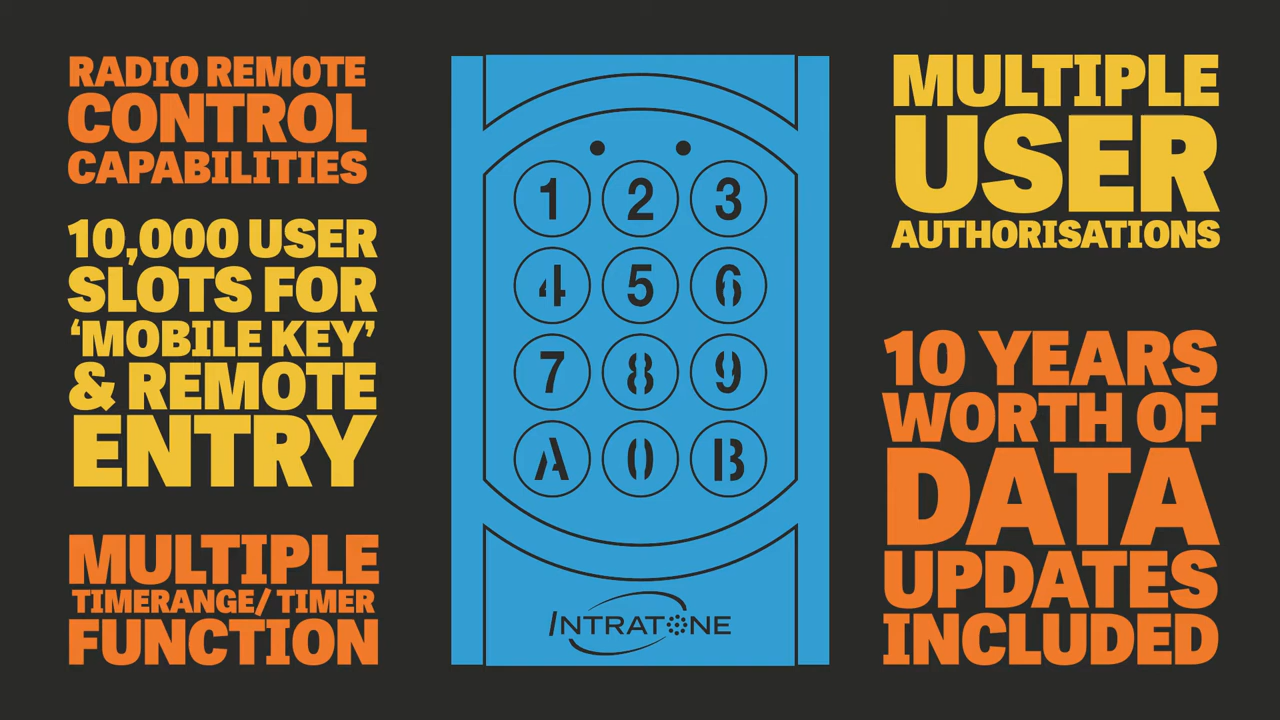 RADIO REMOTE
CONTROL
CAPABILITIES
10,000 USER
SLOTS FOR
‘MOBILE KEY’
& REMOTE
ENTRY
MULTIPLE
TIMERANGE/ TIMER
FUNCTION
1 2 3
4 5 6
7 8 9
A 0 B
INTRATONE
MULTIPLE
USER
AUTHORISATIONS
10 YEARS
WORTH OF
DATA
UPDATES
INCLUDED